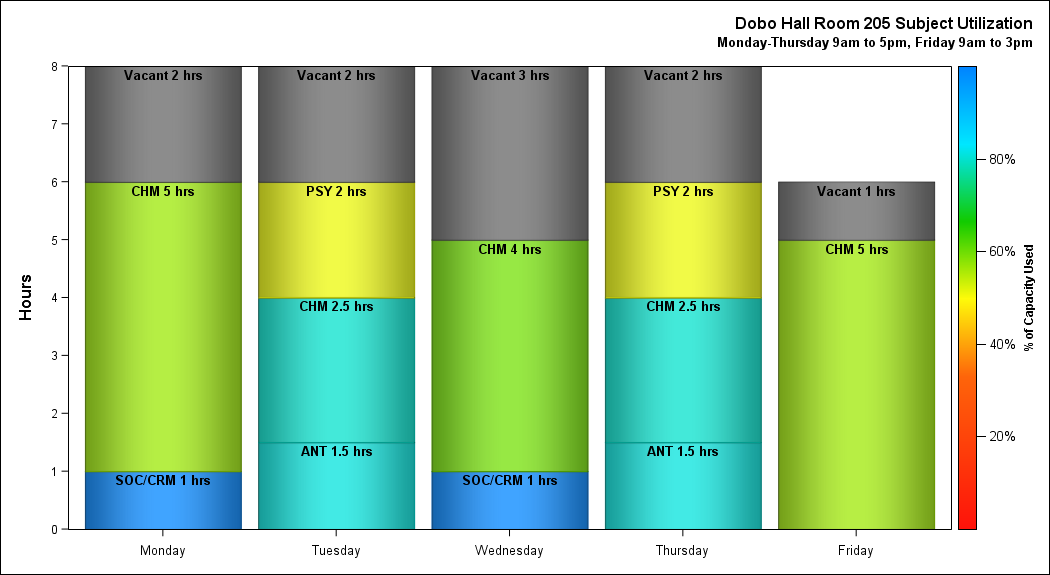 Dobo Hall Room 205 Subject Utilization
Monday-Thursday 9am to 5pm, Friday 9am to 3pm
8
7
6
5
4
3
2
1
0
Hours
Vacant 2 hrs
CHM 5 hrs
SOC/CRM 1 hrs
Monday
Vacant 2 hrs
PSY 2 hrs
CHM 2.5 hrs
ANT 1.5 hrs
Tuesday
Vacant 3 hrs
CHM 4 hrs
SOC/CRM 1 hrs
Wednesday
Vacant 2 hrs
PSY 2 hrs
CHM 2.5 hrs
ANT 1.5 hrs
Thursday
Vacant 1 hrs
CHM 5 hrs
Friday
80%
60%
40%
20%
% of Capacity Used